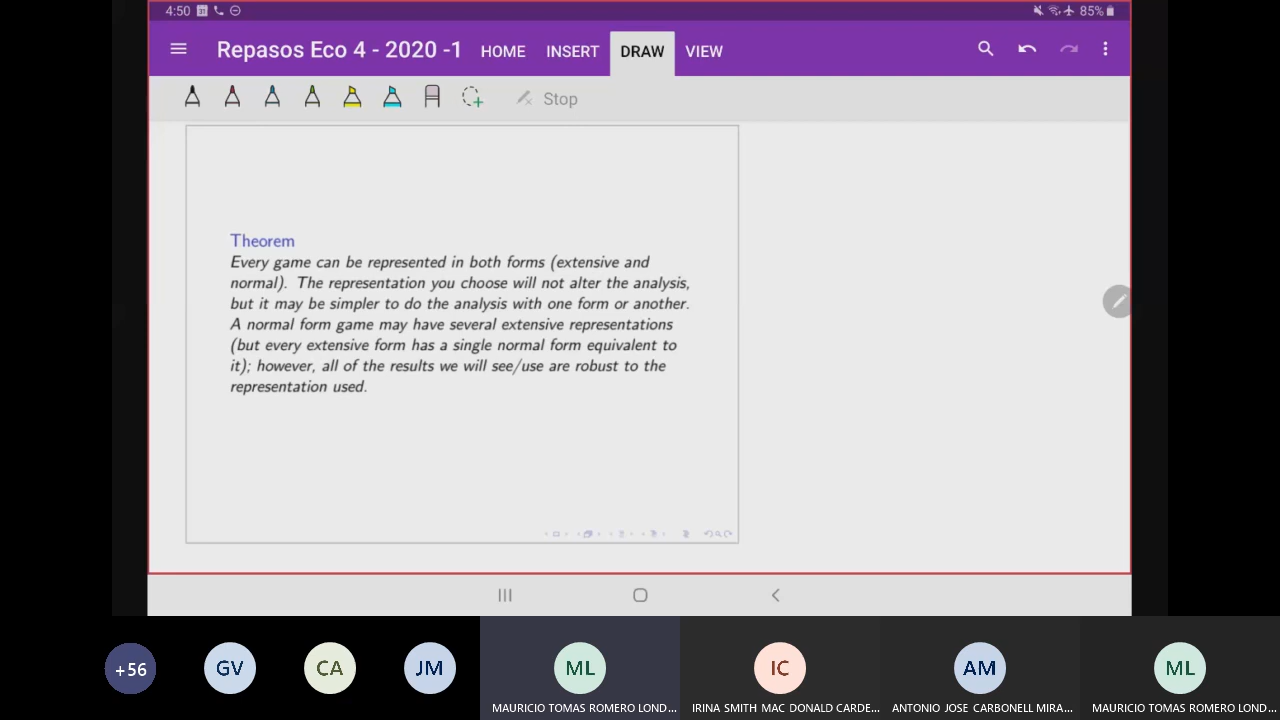 4:50
85%
Repasos Eco 4 - 2020 -1
HOME
INSERT
DRAW
VIEW
Stop
Theorem
Every game can be represented in both forms (extensive and
normal). The representation you choose will not alter the analysis,
but it may be simpler to do the analysis with one form or another.
A normal form game may have several extensive representations
(but every extensive form has a single normal form equivalent to
it); however, all of the results we will see/use are robust to the
representation used.
+56
GV
CA
JM
ML
IC
AM
ML
MAURICIO TOMAS ROMERO LOND...
IRINA SMITH MAC DONALD CARDE...
ANTONIO JOSE CARBONELL MIRA...
MAURICIO TOMAS ROMERO LOND...